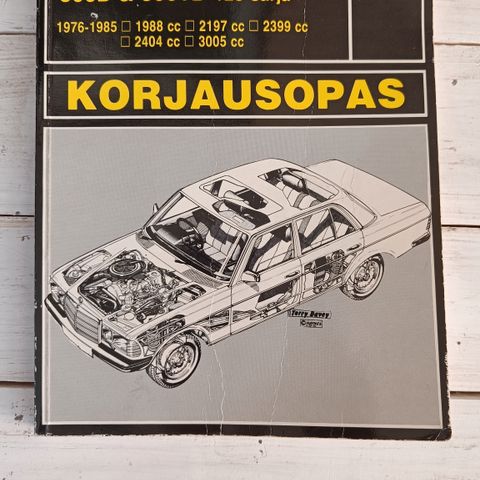 1976-1985 □ 1988 cc □ 2197 cc □ 2399 cc
□ 2404 cc □ 3005 cc
KORJAUSOPAS
Terry Davey